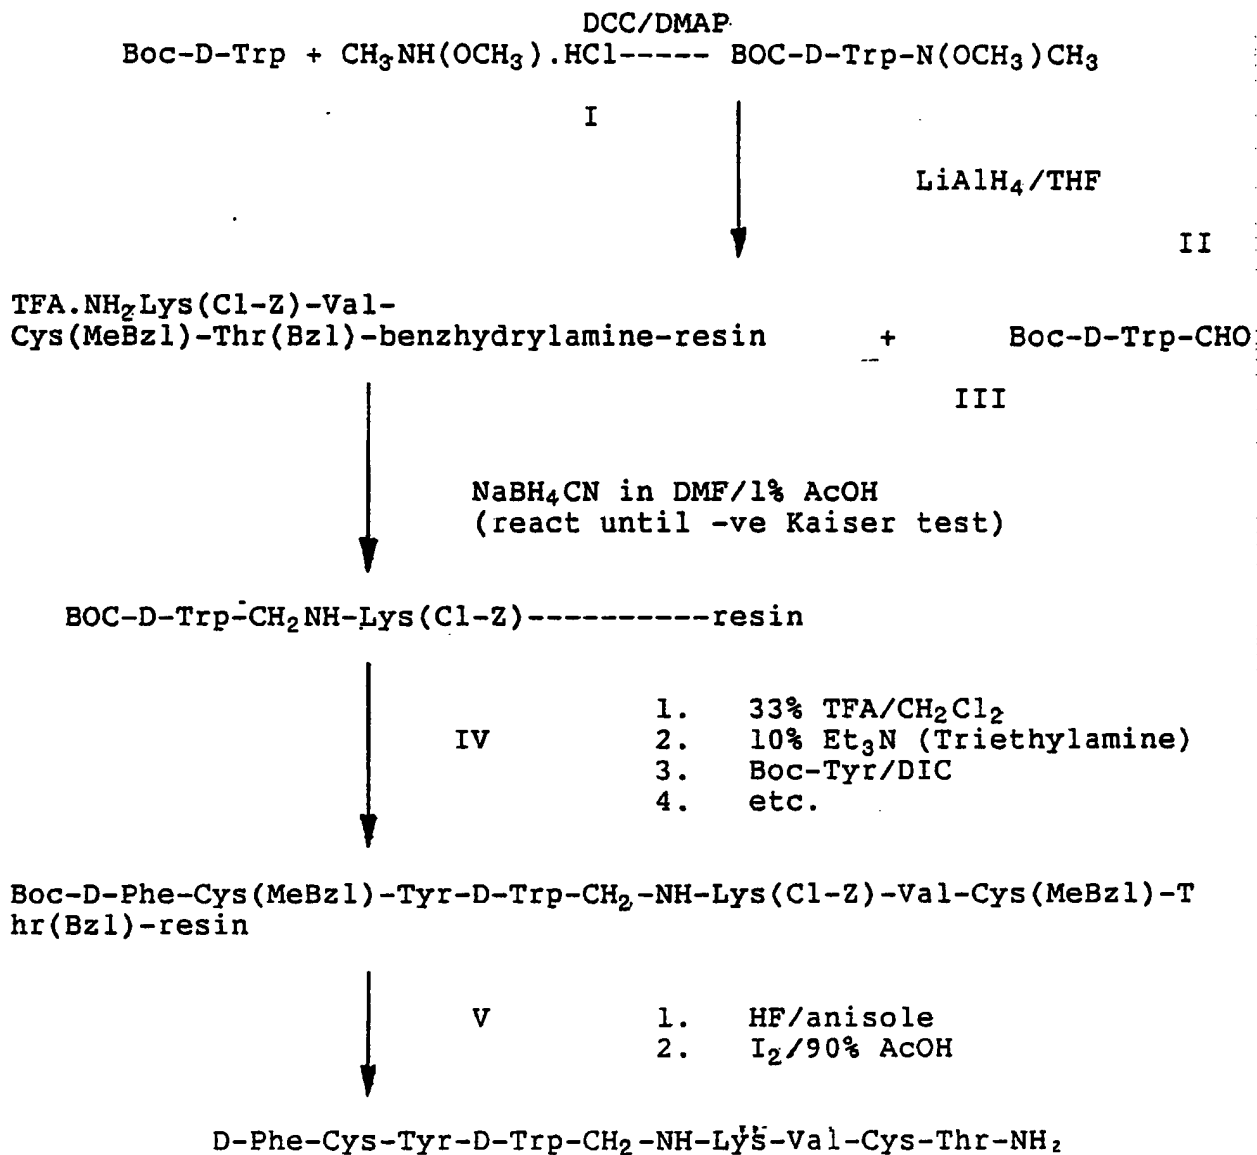 DCC/DMAP
Boc-D-Trp + CH₃NH(OCH₃).HCl----- BOC-D-Trp-N(OCH₃)CH₃
I
LiAlH₄/THF
II
TFA.NH₂Lys(Cl-Z)-Val-
Cys(MeBzl)-Thr(Bzl)-benzhydrylamine-resin + Boc-D-Trp-CHO
III
NaBH₄CN in DMF/1% AcOH
(react until -ve Kaiser test)
BOC-D-Trp-CH₂NH-Lys(Cl-Z)----------resin
1. 33% TFA/CH₂Cl₂
IV 2. 10% Et₃N (Triethylamine)
3. Boc-Tyr/DIC
4. etc.
Boc-D-Phe-Cys(MeBzl)-Tyr-D-Trp-CH₂-NH-Lys(Cl-Z)-Val-Cys(MeBzl)-T
hr(Bzl)-resin
V 1. HF/anisole
2. I₂/90% AcOH
D-Phe-Cys-Tyr-D-Trp-CH₂-NH-Lys-Val-Cys-Thr-NH₂